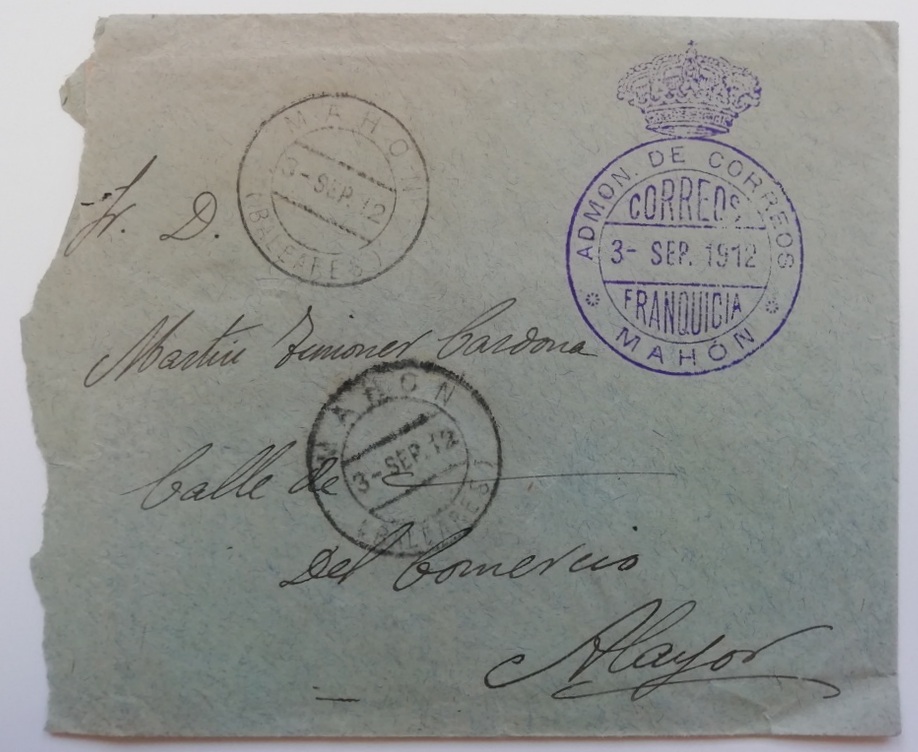 MAHON
3-SEP.12
(BALEARES)
ADMON. DE CORREOS
CORREOS
3- SEP. 1912
FRANQUICIA
MAHÓN
Sr. D.
Martin Timoner Cardona
MAHON
3-SEP.12
(BALEARES)
Calle de
Del Comercio
Alayor